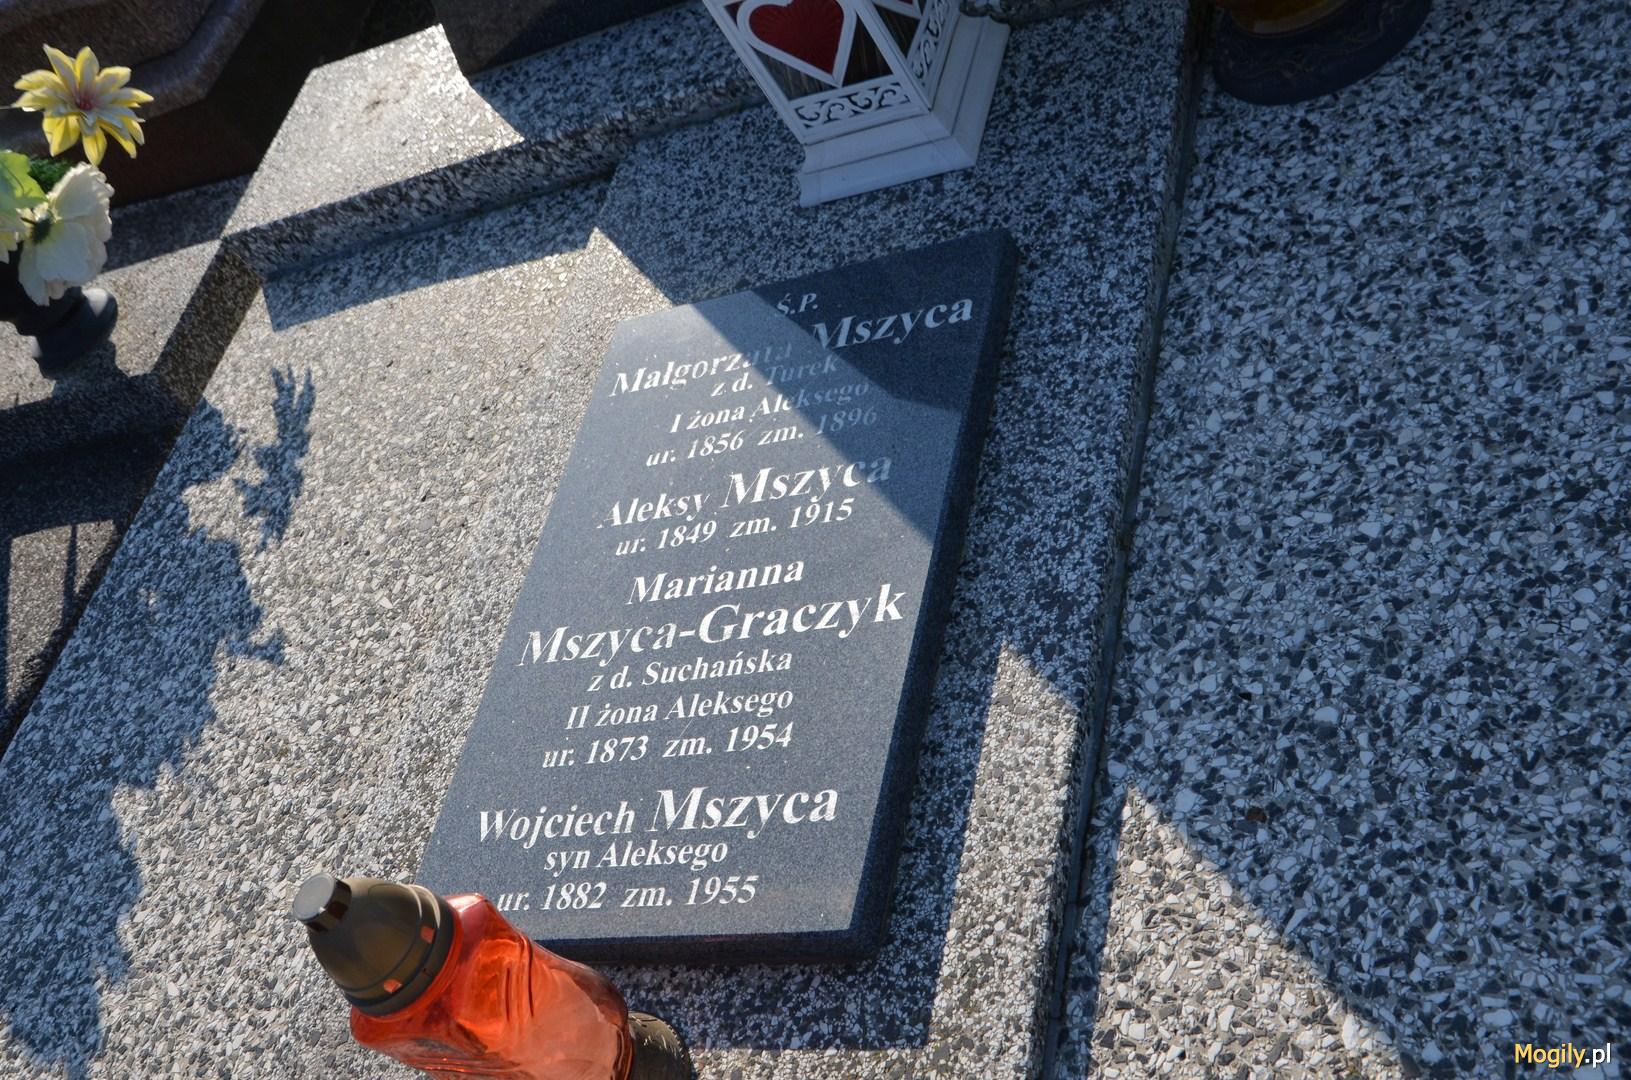 Ś.P.
Małgorzata Mszyca
z d. Turek
I żona Aleksego
ur. 1856 zm. 1896
Aleksy Mszyca
ur. 1849 zm. 1915
Marianna
Mszyca-Graczyk
z d. Suchańska
II żona Aleksego
ur. 1873 zm. 1954
Wojciech Mszyca
syn Aleksego
ur. 1882 zm. 1955
Mogily.pl